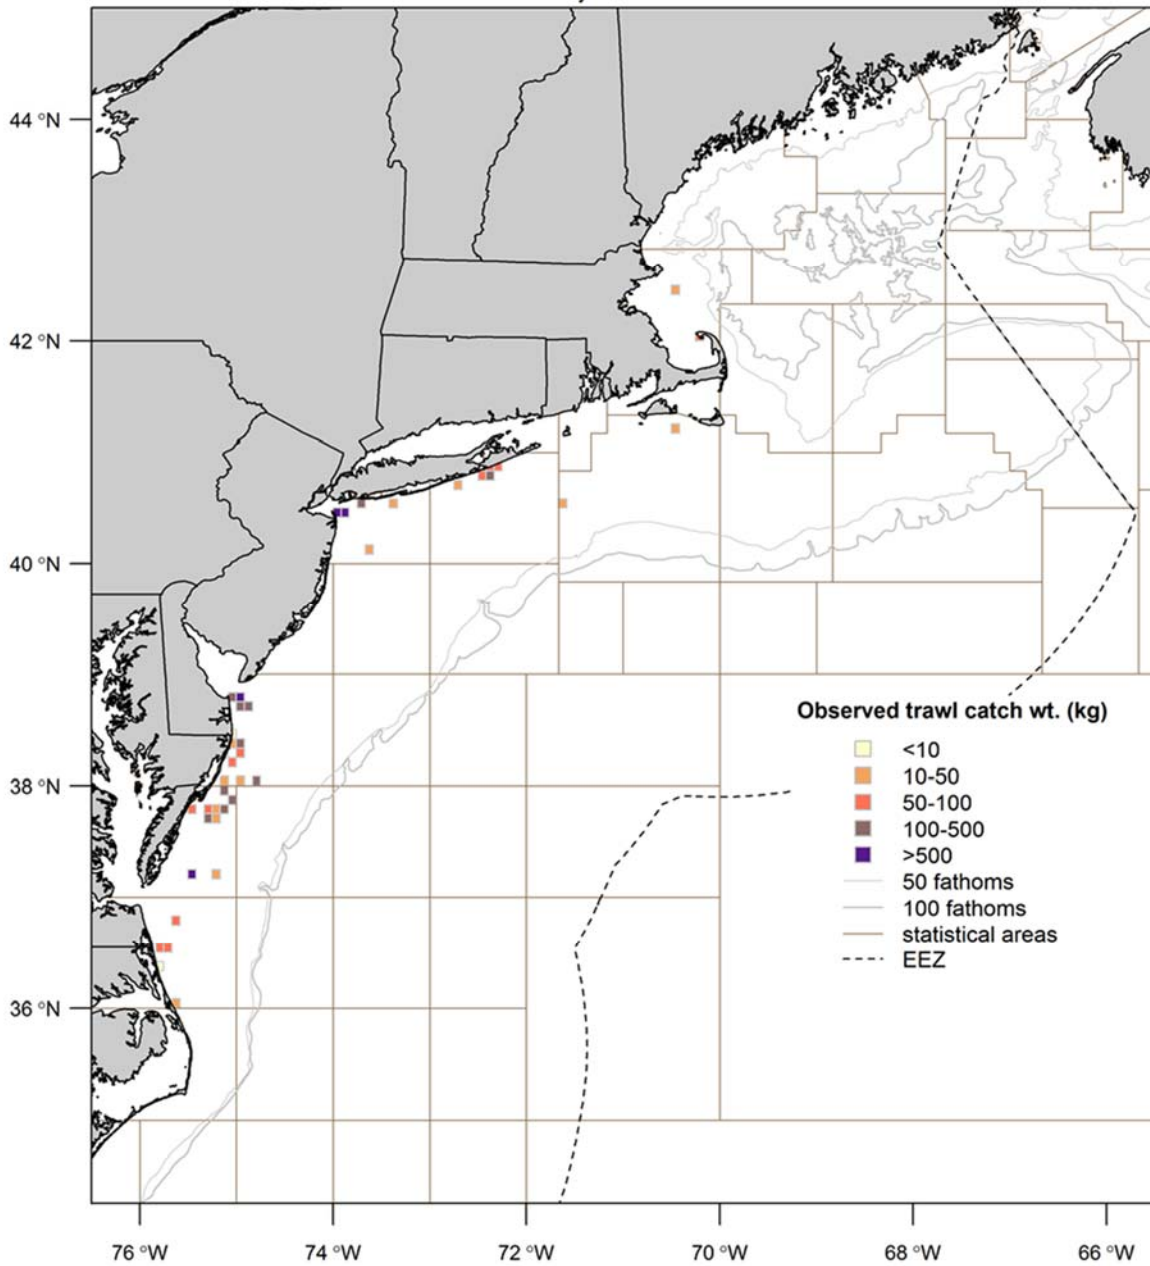 44 °N
42 °N
40 °N
38 °N
36 °N
Observed trawl catch wt. (kg)
<10
10-50
50-100
100-500
>500
50 fathoms
100 fathoms
statistical areas
EEZ
76 °W
74 °W
72 °W
70 °W
68 °W
66 °W